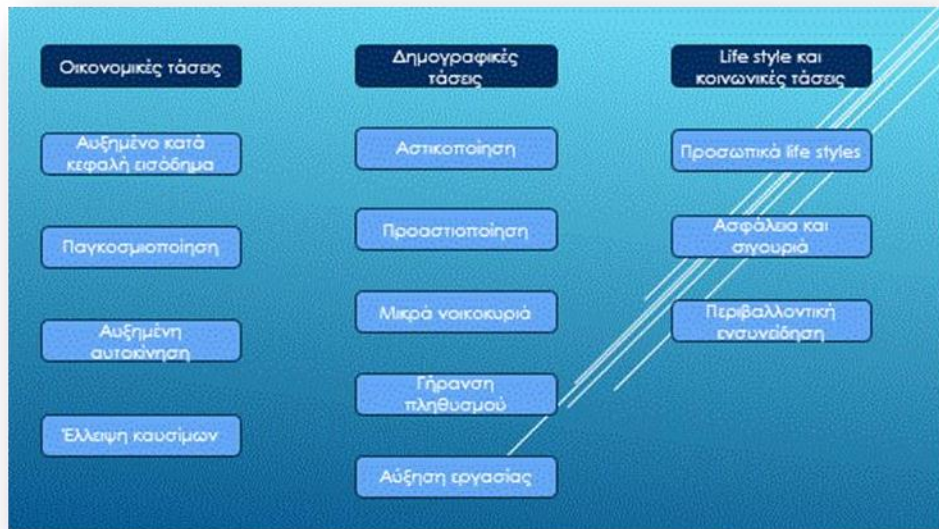 Οικονομικές τάσεις
Αυξημένο κατά
κεφαλή εισόδημα
Παγκοσμιοποίηση
Αυξημένη
αυτοκίνηση
Έλλειψη καυσίμων
Δημογραφικές
τάσεις
Αστικοποίηση
Προαστιοποίηση
Μικρά νοικοκυριά
Γήρανση
πληθυσμού
Αύξηση εργασίας
Life style και
κοινωνικές τάσεις
Προσωπικά life styles
Ασφάλεια και
σιγουριά
Περιβαλλοντική
ενσυνείδηση